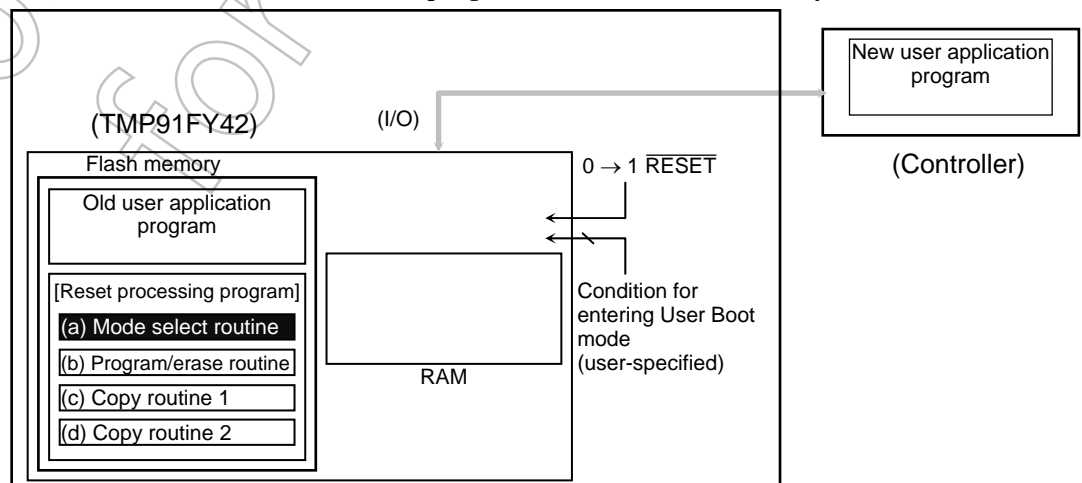 New user application
program
(TMP91FY42)
(I/O)
Flash memory
0 → 1 RESET
(Controller)
Old user application
program
[Reset processing program]
(a) Mode select routine
(b) Program/erase routine
(c) Copy routine 1
(d) Copy routine 2
RAM
Condition for
entering User Boot
mode
(user-specified)